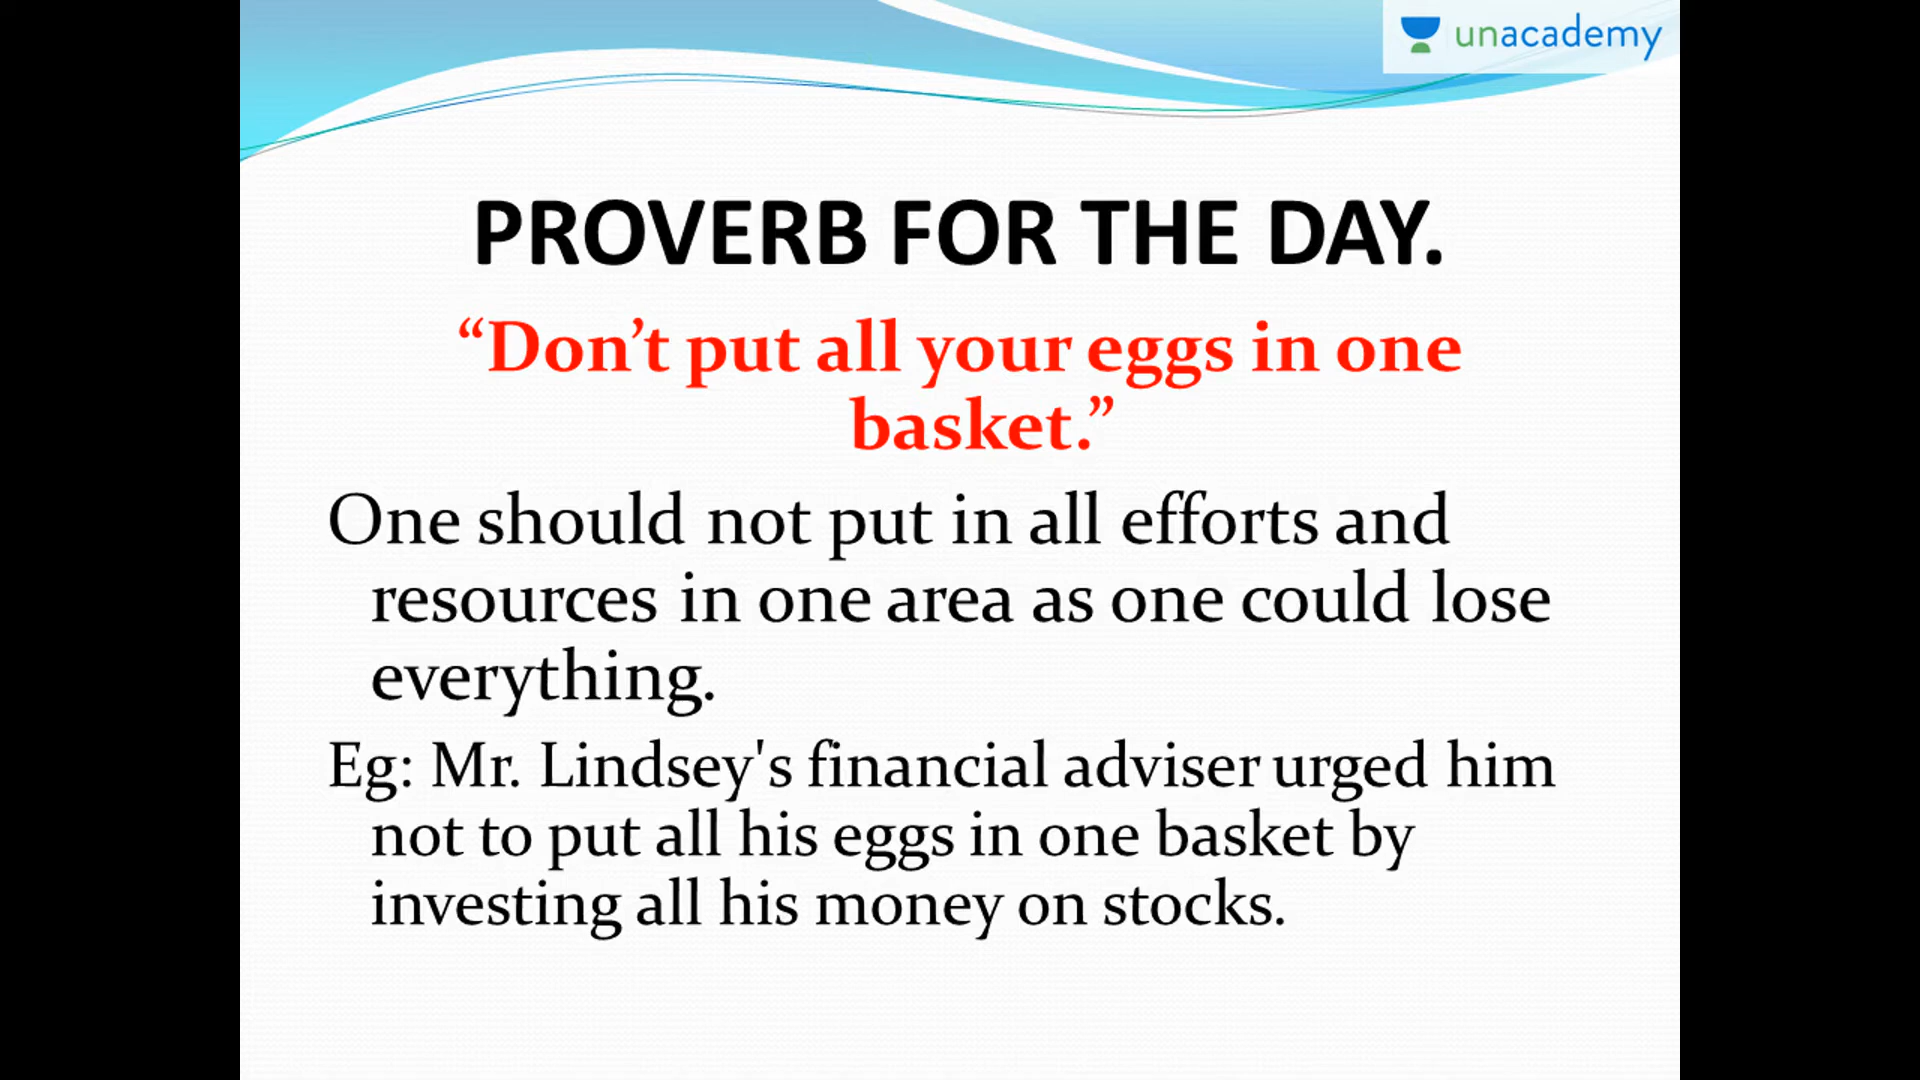 unacademy
PROVERB FOR THE DAY.
“Don’t put all your eggs in one
basket.”
One should not put in all efforts and
resources in one area as one could lose
everything.
Eg: Mr. Lindsey's financial adviser urged him
not to put all his eggs in one basket by
investing all his money on stocks.